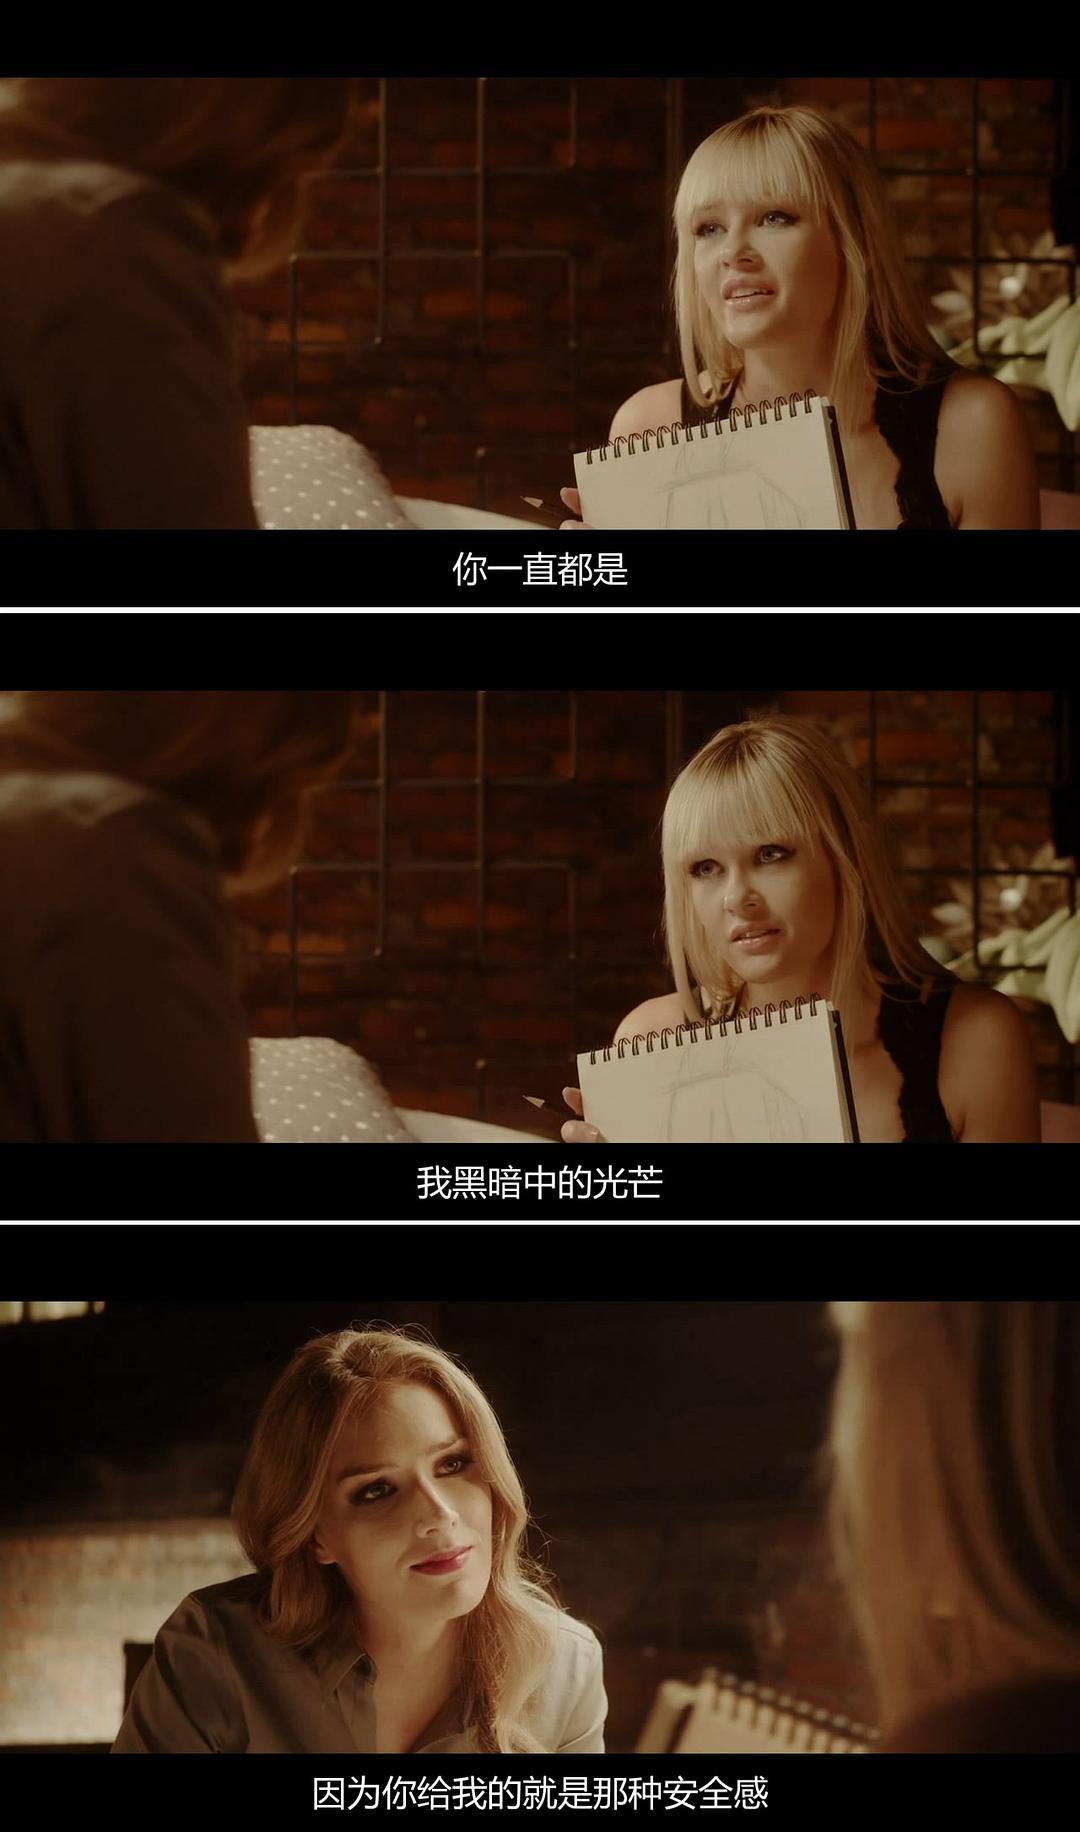 你一直都是
我黑暗中的光芒
因为你给我的就是那种安全感